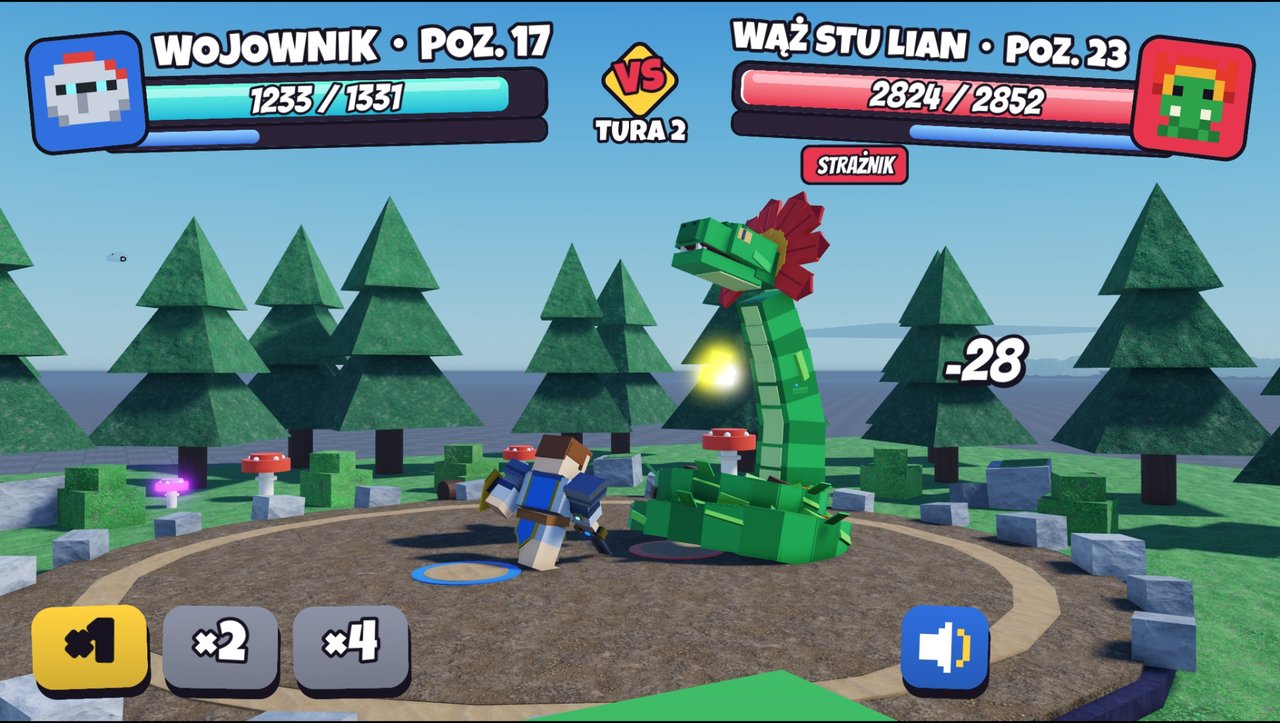 WOJOWNIK • POZ. 17
1233 / 1331
VS
TURA 2
WĄŻ STU LIAN • POZ. 23
2824 / 2852
STRAŻNIK
-28
×1
×2
×4